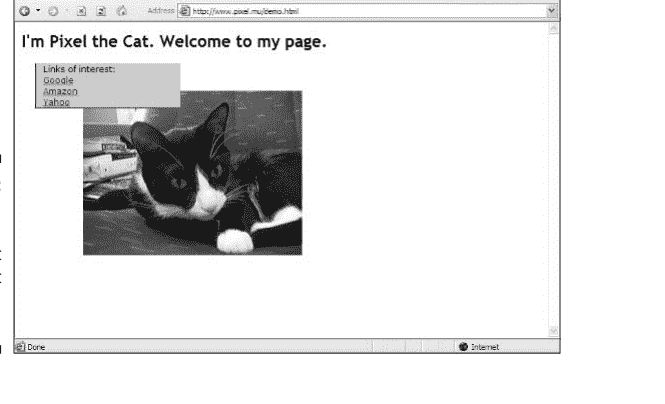 Address http://www.pixel.mu/demo.html
I'm Pixel the Cat. Welcome to my page.
Links of interest:
Google
Amazon
Yahoo
Done
Internet